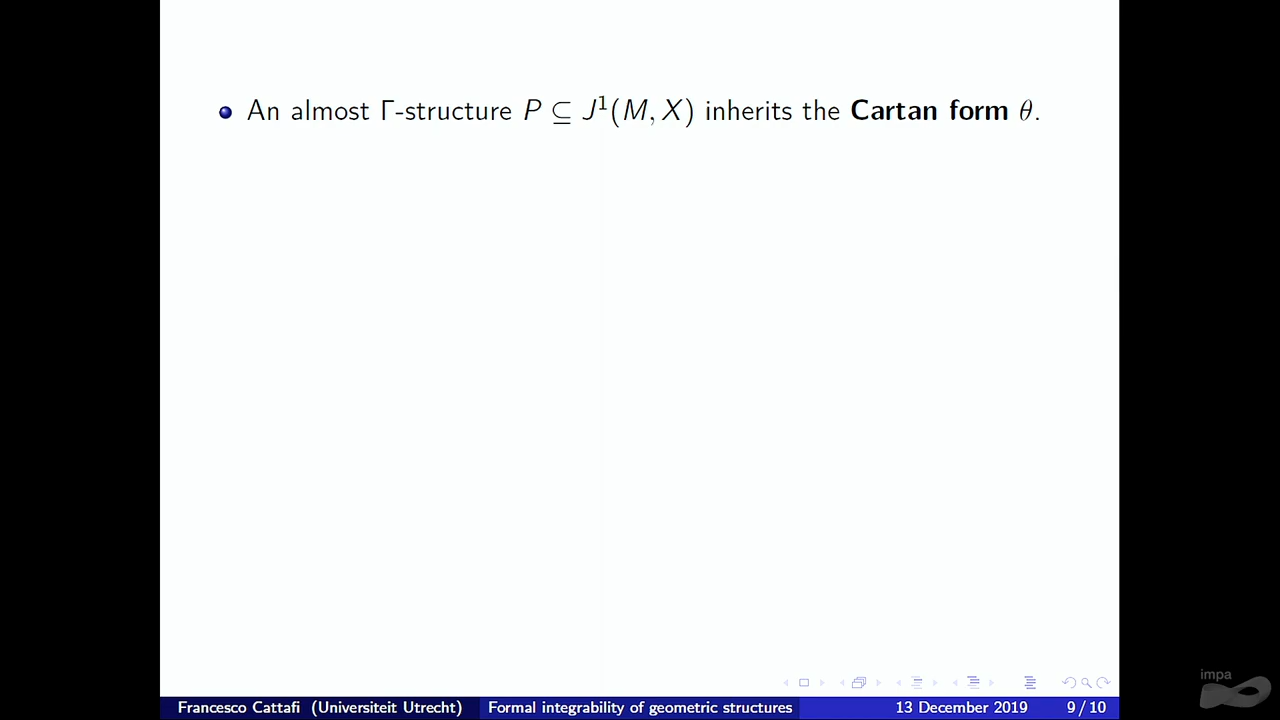 An almost Γ-structure P ⊆ J¹(M, X) inherits the Cartan form θ.
impa
Francesco Cattafi (Universiteit Utrecht) Formal integrability of geometric structures 13 December 2019 9 / 10